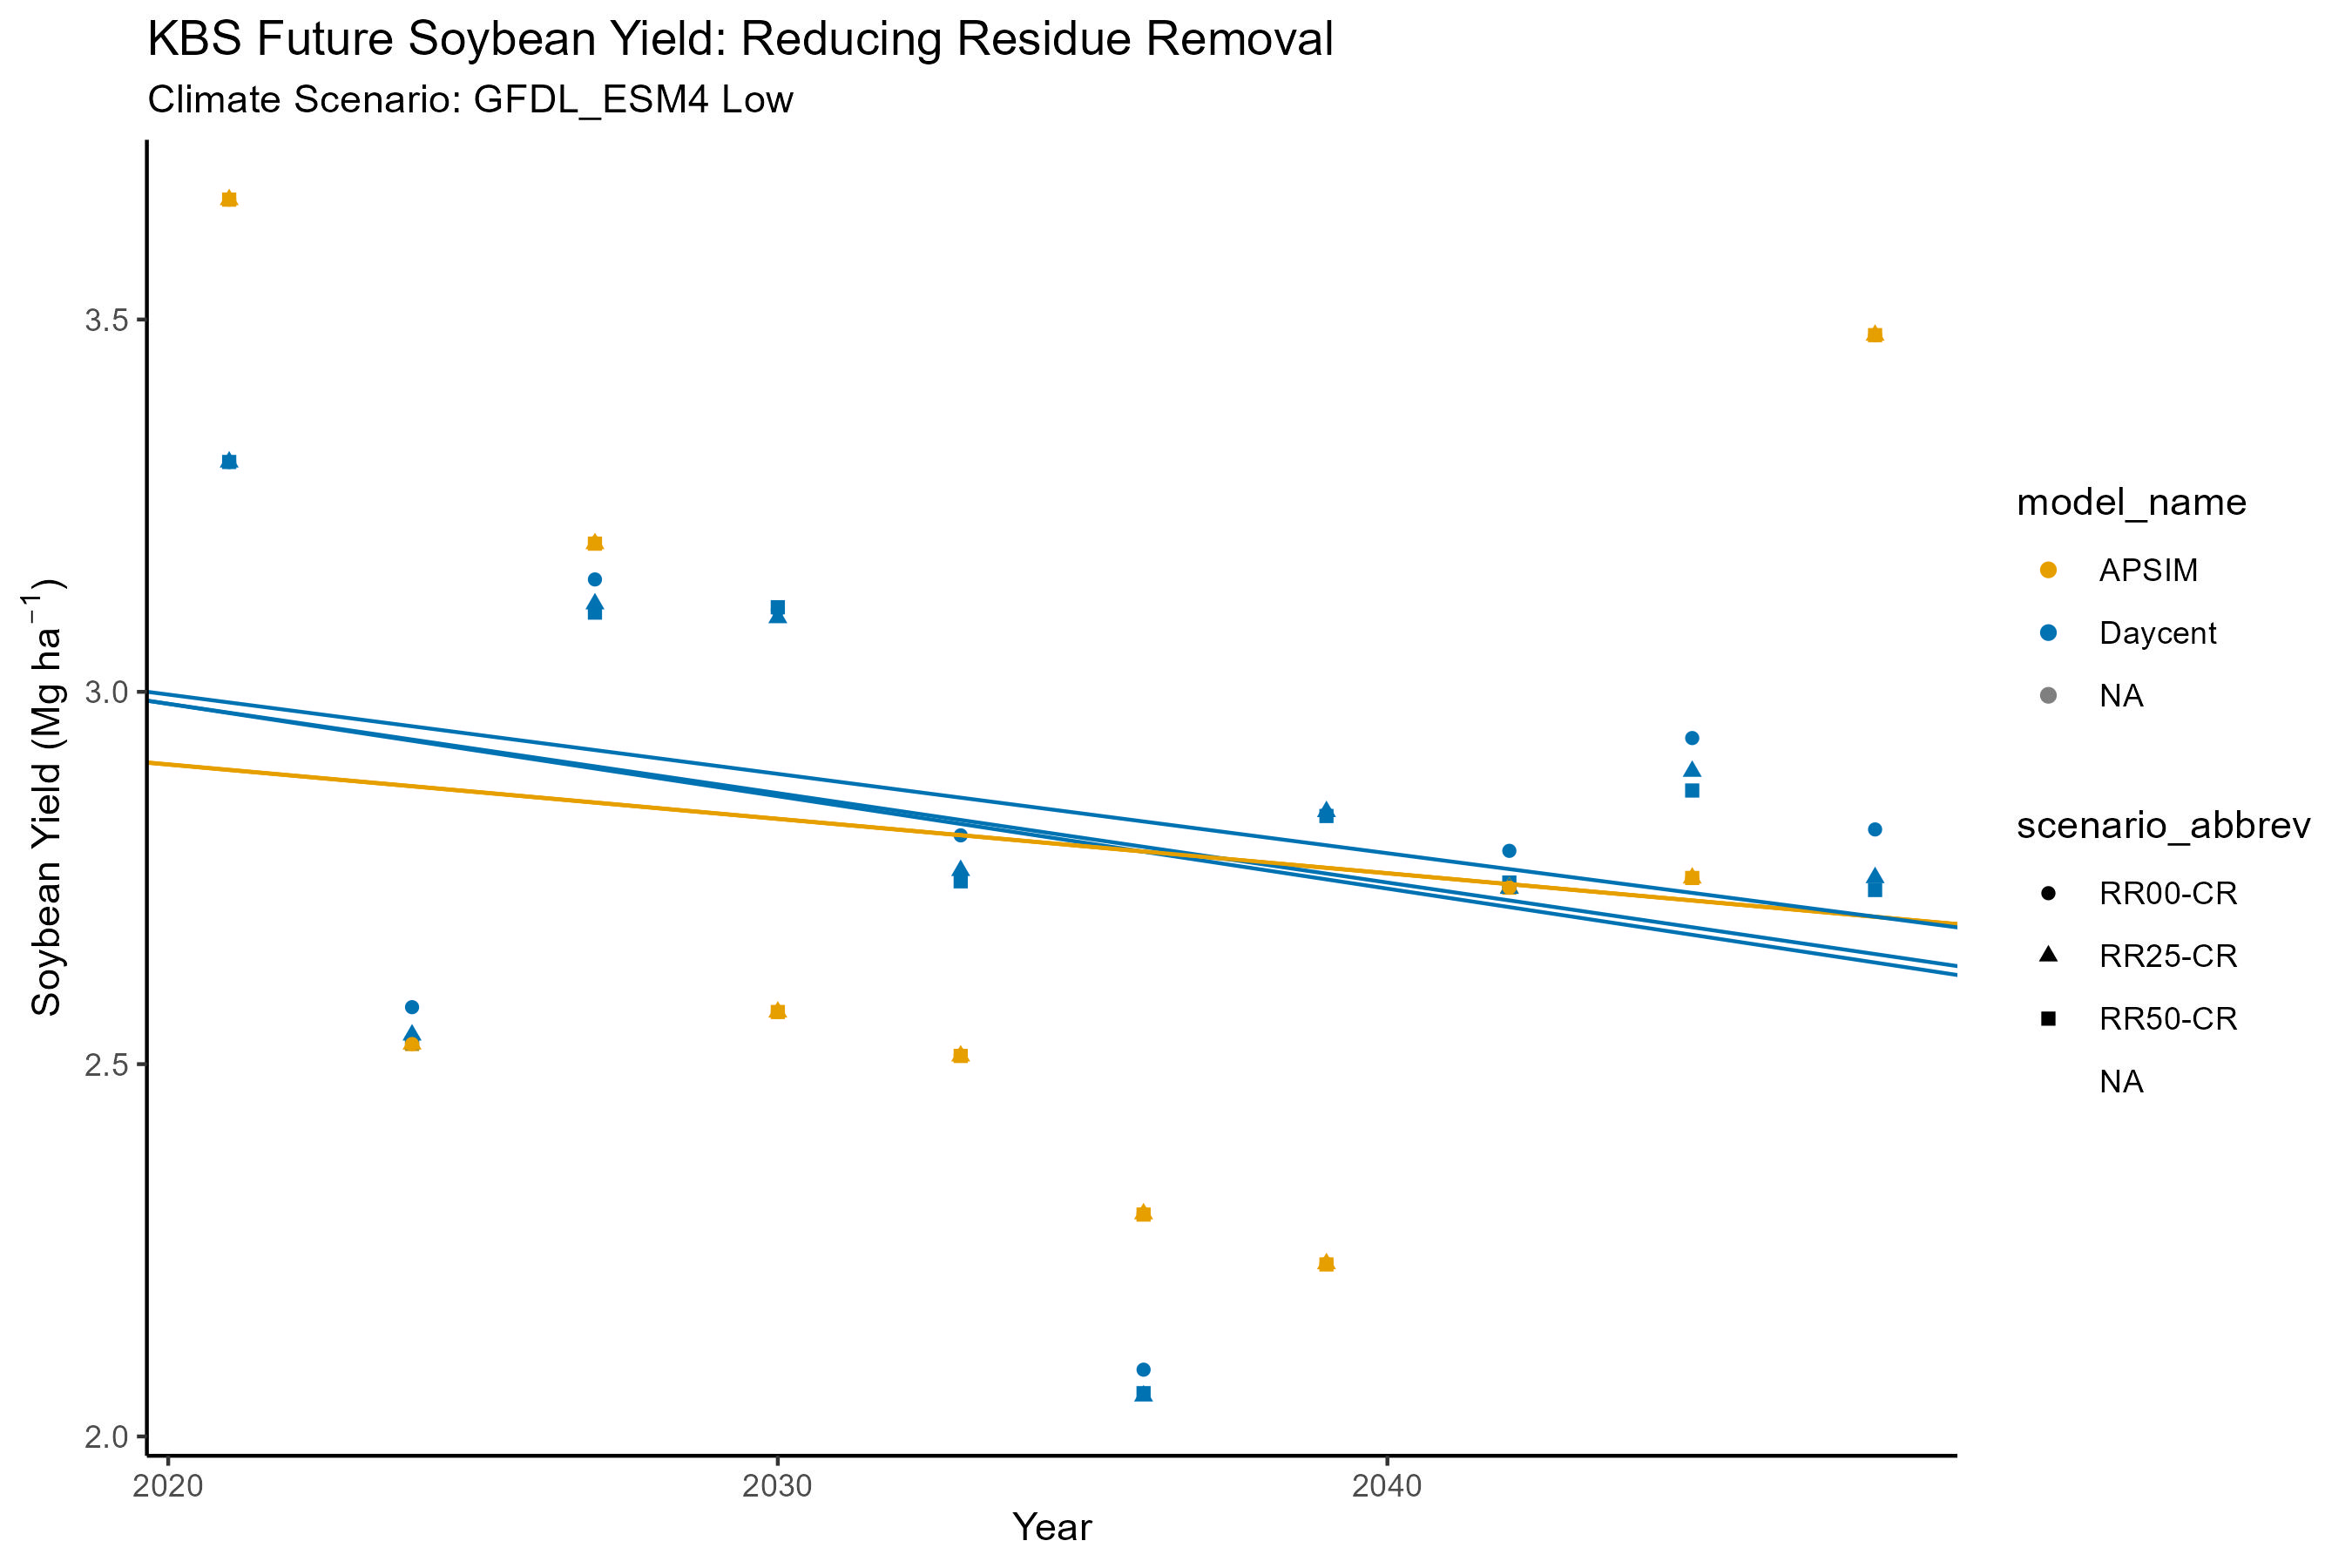 KBS Future Soybean Yield: Reducing Residue Removal
Climate Scenario: GFDL_ESM4 Low
Soybean Yield (Mg ha⁻¹)
3.5
3.0
2.5
2.0
2020
2030
2040
Year
model_name
APSIM
Daycent
NA
scenario_abbrev
RR00-CR
RR25-CR
RR50-CR
NA